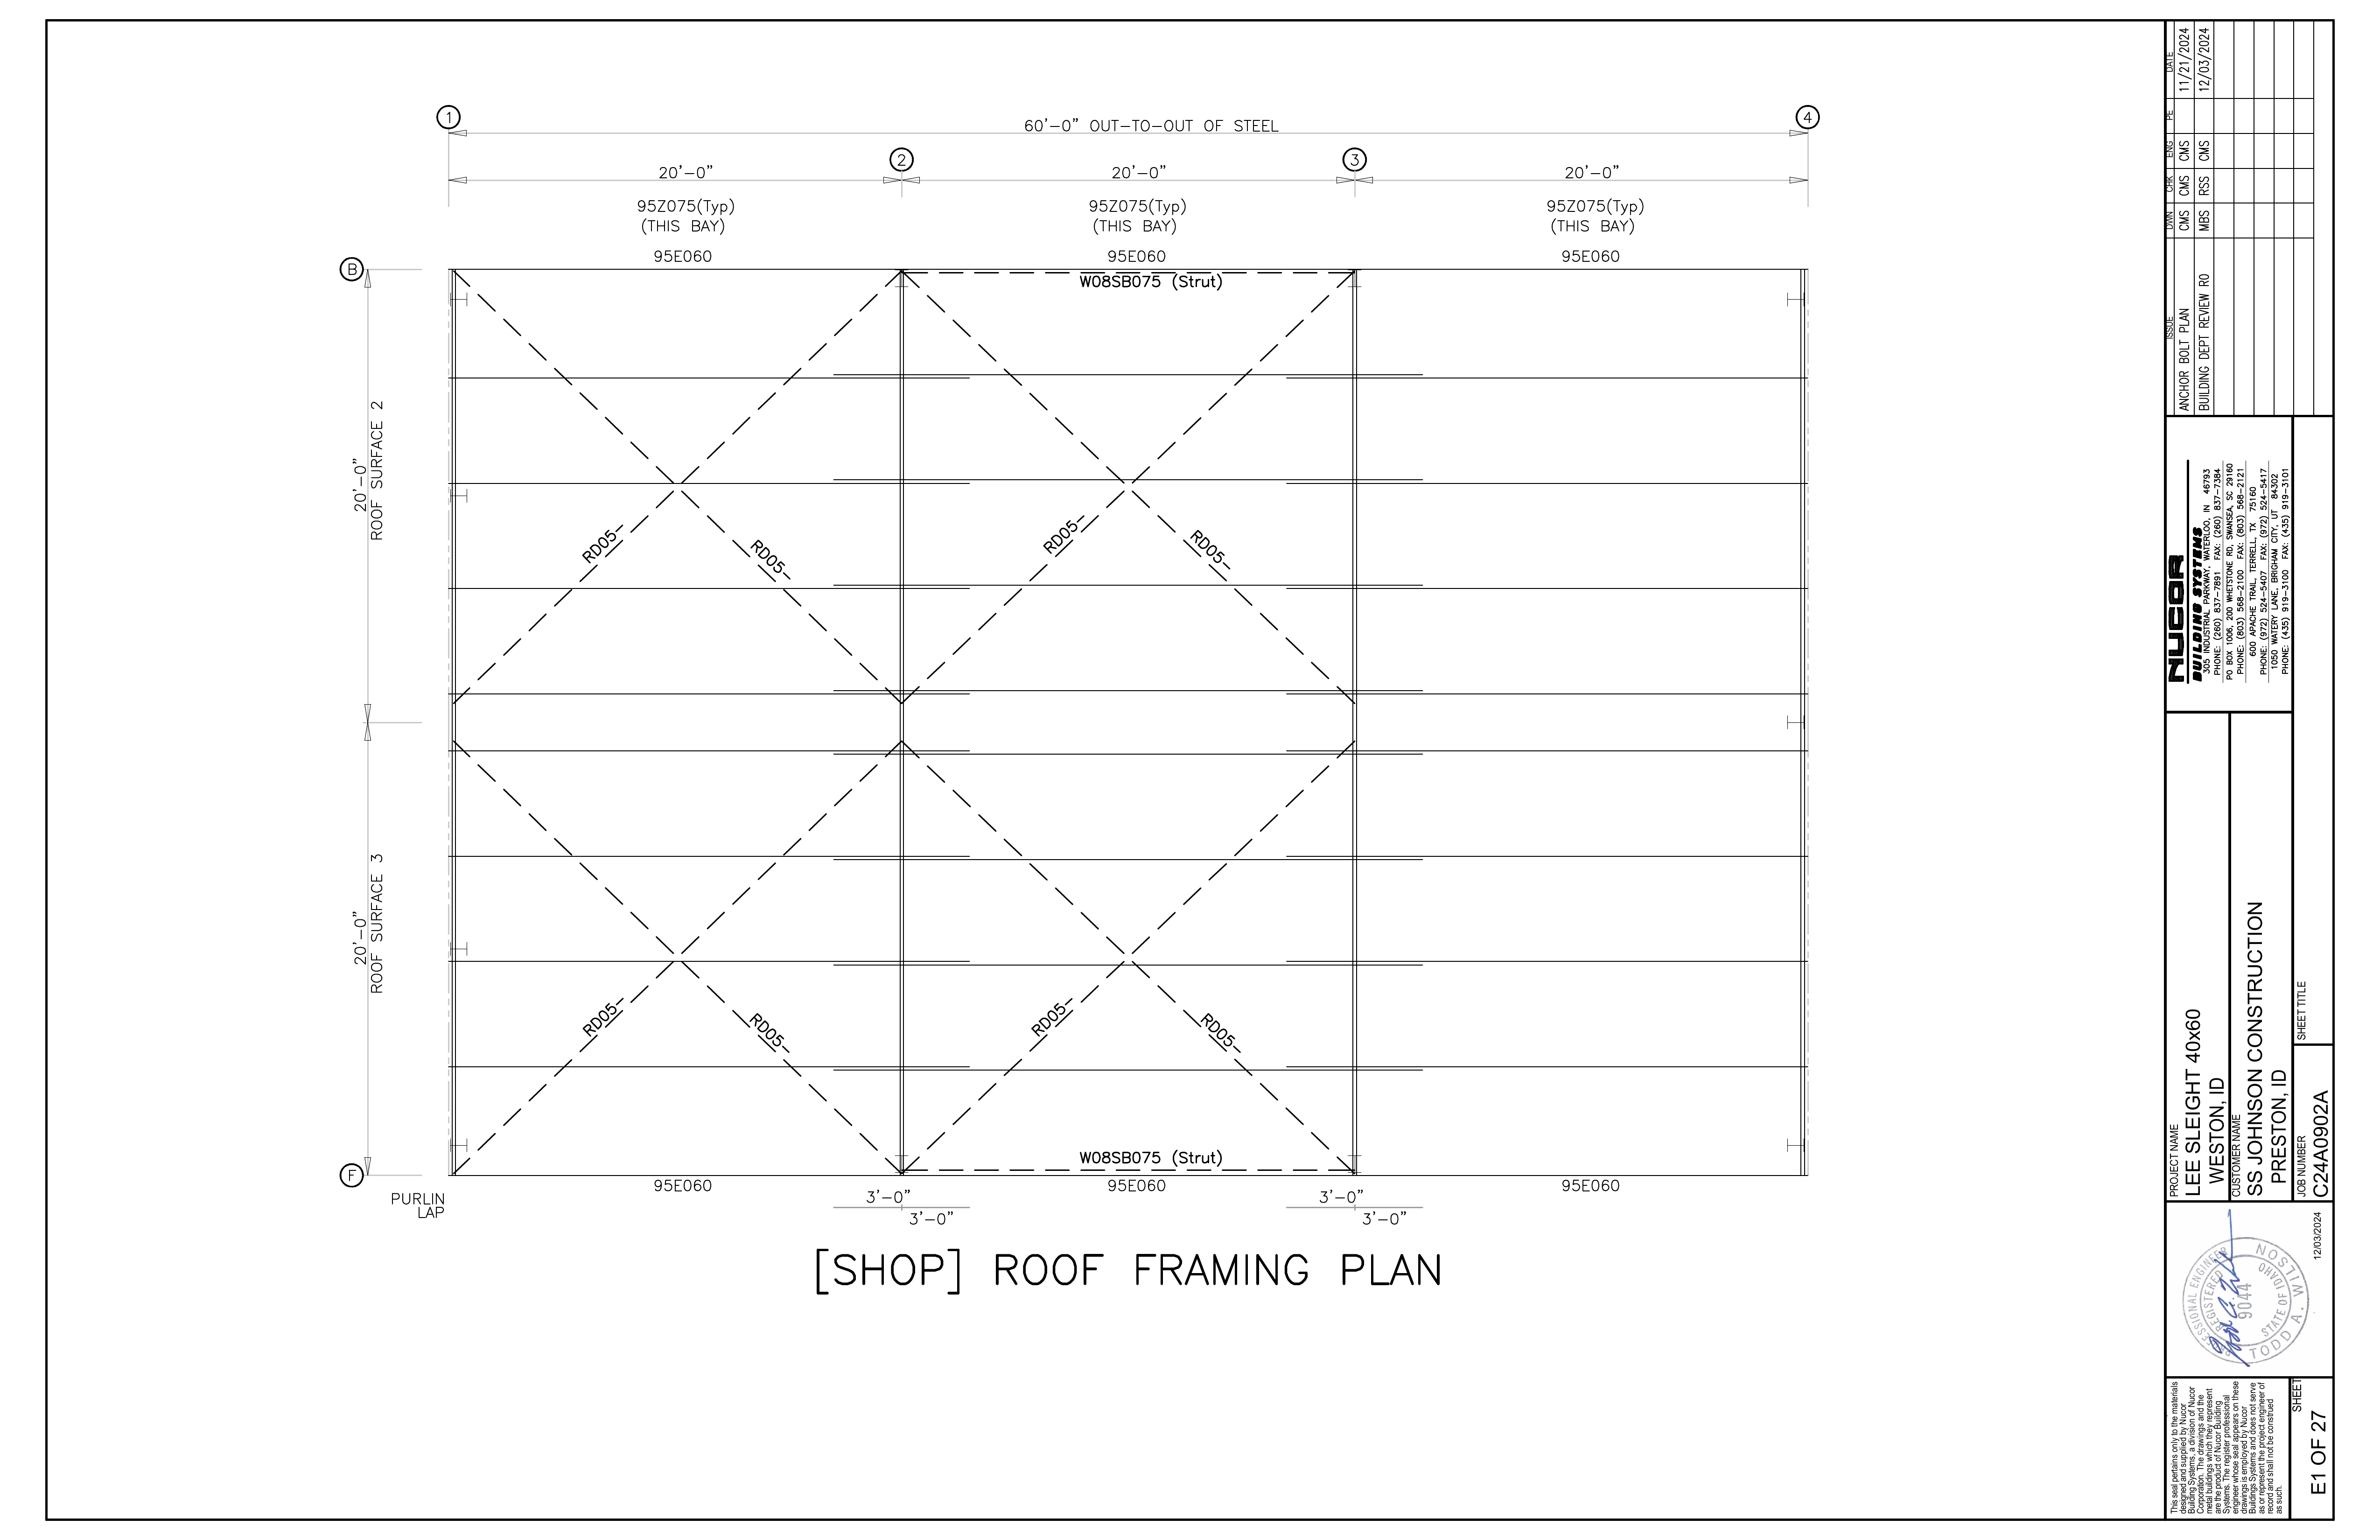 1
4
60'-0" OUT-TO-OUT OF STEEL
2
3
20'-0"
20'-0"
20'-0"
95Z075(Typ)
(THIS BAY)
95Z075(Typ)
(THIS BAY)
95Z075(Typ)
(THIS BAY)
95E060
95E060
95E060
B
W08SB075 (Strut)
20'-0"
ROOF SURFACE 2
RD05
RD05
RD05
RD05
20'-0"
ROOF SURFACE 3
RD05
RD05
RD05
RD05
W08SB075 (Strut)
F
95E060
95E060
95E060
PURLIN
LAP
3'-0"
3'-0"
3'-0"
3'-0"
[SHOP] ROOF FRAMING PLAN
ISSUE DWN CHK ENG PE DATE
ANCHOR BOLT PLAN CMS CMS CMS 11/21/2024
BUILDING DEPT REVIEW R0 MBS RSS CMS 12/03/2024
NUCOR
BUILDING SYSTEMS
305 INDUSTRIAL PARKWAY, WATERLOO, IN 46793
PHONE: (260) 837-7891 FAX: (260) 837-7384
PO BOX 1006, 200 WHETSTONE RD, SWANSEA, SC 29160
PHONE: (803) 568-2100 FAX: (803) 568-2121
600 APACHE TRAIL, TERRELL, TX 75160
PHONE: (972) 524-5407 FAX: (972) 524-5417
1050 WATERY LANE, BRIGHAM CITY, UT 84302
PHONE: (435) 919-3100 FAX: (435) 919-3101
PROJECT NAME
LEE SLEIGHT 40x60
WESTON, ID
CUSTOMER NAME
SS JOHNSON CONSTRUCTION
PRESTON, ID
JOB NUMBER
C24A0902A
SHEET TITLE
REGISTERED
9044
STATE OF IDAHO
TODD A. WILSON
12/03/2024
This seal pertains only to the materials
designed and supplied by Nucor
Building Systems, a division of Nucor
Corporation. The drawings and the
metal buildings which they represent
are the product of Nucor Building
Systems. The register professional
engineer whose seal appears on these
drawings is employed by Nucor
Buildings Systems and does not serve
as or represent the project engineer of
record and shall not be construed
as such.
SHEET
E1 OF 27